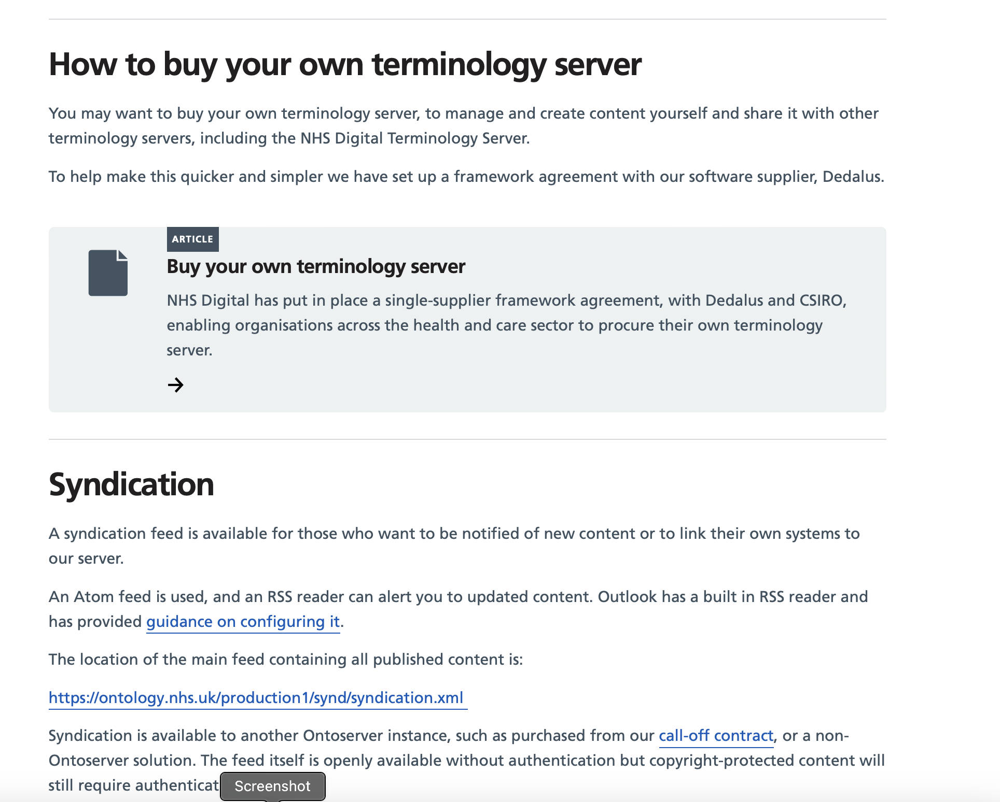 How to buy your own terminology server
You may want to buy your own terminology server, to manage and create content yourself and share it with other
terminology servers, including the NHS Digital Terminology Server.
To help make this quicker and simpler we have set up a framework agreement with our software supplier, Dedalus.
ARTICLE
Buy your own terminology server
NHS Digital has put in place a single-supplier framework agreement, with Dedalus and CSIRO,
enabling organisations across the health and care sector to procure their own terminology
server.
Syndication
A syndication feed is available for those who want to be notified of new content or to link their own systems to
our server.
An Atom feed is used, and an RSS reader can alert you to updated content. Outlook has a built in RSS reader and
has provided guidance on configuring it.
The location of the main feed containing all published content is:
https://ontology.nhs.uk/production1/synd/syndication.xml
Syndication is available to another Ontoserver instance, such as purchased from our call-off contract, or a non-
Ontoserver solution. The feed itself is openly available without authentication but copyright-protected content will
still require authenticat
Screenshot